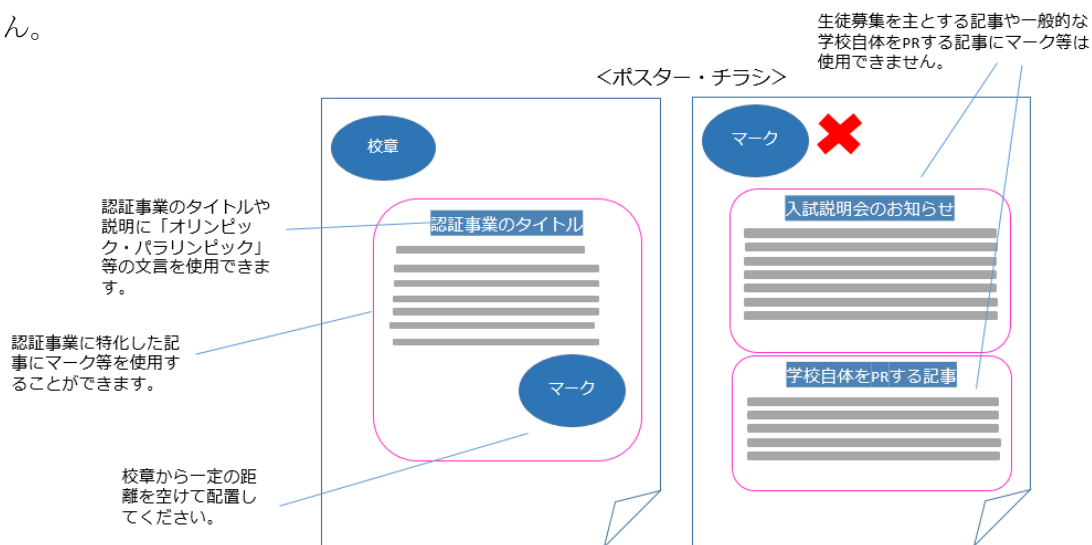 ん。
生徒募集を主とする記事や一般的な
学校自体をPRする記事にマーク等は
使用できません。
<ポスター・チラシ>
校章
マーク
認証事業のタイトルや
説明に「オリンピッ
ク・パラリンピック」
等の文言を使用できま
す。
認証事業のタイトル
入試説明会のお知らせ
認証事業に特化した記
事にマーク等を使用す
ることができます。
マーク
学校自体をPRする記事
校章から一定の距
離を空けて配置し
てください。